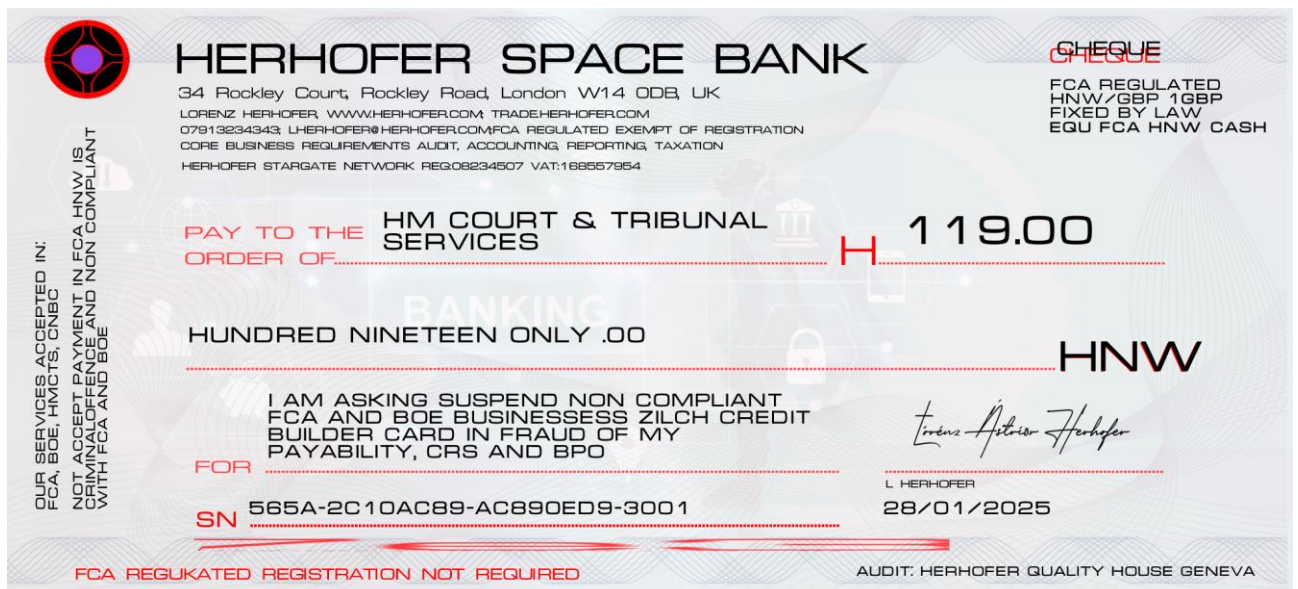 HERHOFER SPACE BANK
34 Rockley Court, Rockley Road, London W14 0DB, UK
LORENZ HERHOFER, WWW.HERHOFER.COM; TRADE.HERHOFER.COM
07913234343; LHERHOFER@HERHOFER.COM;FCA REGULATED EXEMPT OF REGISTRATION
CORE BUSINESS REQUIREMENTS AUDIT, ACCOUNTING, REPORTING, TAXATION
HERHOFER STARGATE NETWORK REG:08234507 VAT:168557954
CHEQUE
CHEQUE
FCA REGULATED
HNW/GBP 1GBP
FIXED BY LAW
EQU FCA HNW CASH
OUR SERVICES ACCEPTED IN:
FCA, BOE, HMCTS, CNBC
NOT ACCEPT PAYMENT IN FCA HNW IS
CRIMINALOFFENCE AND NON COMPLIANT
WITH FCA AND BOE
PAY TO THE
ORDER OF
HM COURT & TRIBUNAL
SERVICES
H 119.00
BANKING
HUNDRED NINETEEN ONLY .00
HNW
FOR
I AM ASKING SUSPEND NON COMPLIANT
FCA AND BOE BUSINESSESS ZILCH CREDIT
BUILDER CARD IN FRAUD OF MY
PAYABILITY, CRS AND BPO
Herhofer
L HERHOFER
28/01/2025
SN 565A-2C10AC89-AC890ED9-3001
FCA REGUKATED REGISTRATION NOT REQUIRED
AUDIT: HERHOFER QUALITY HOUSE GENEVA